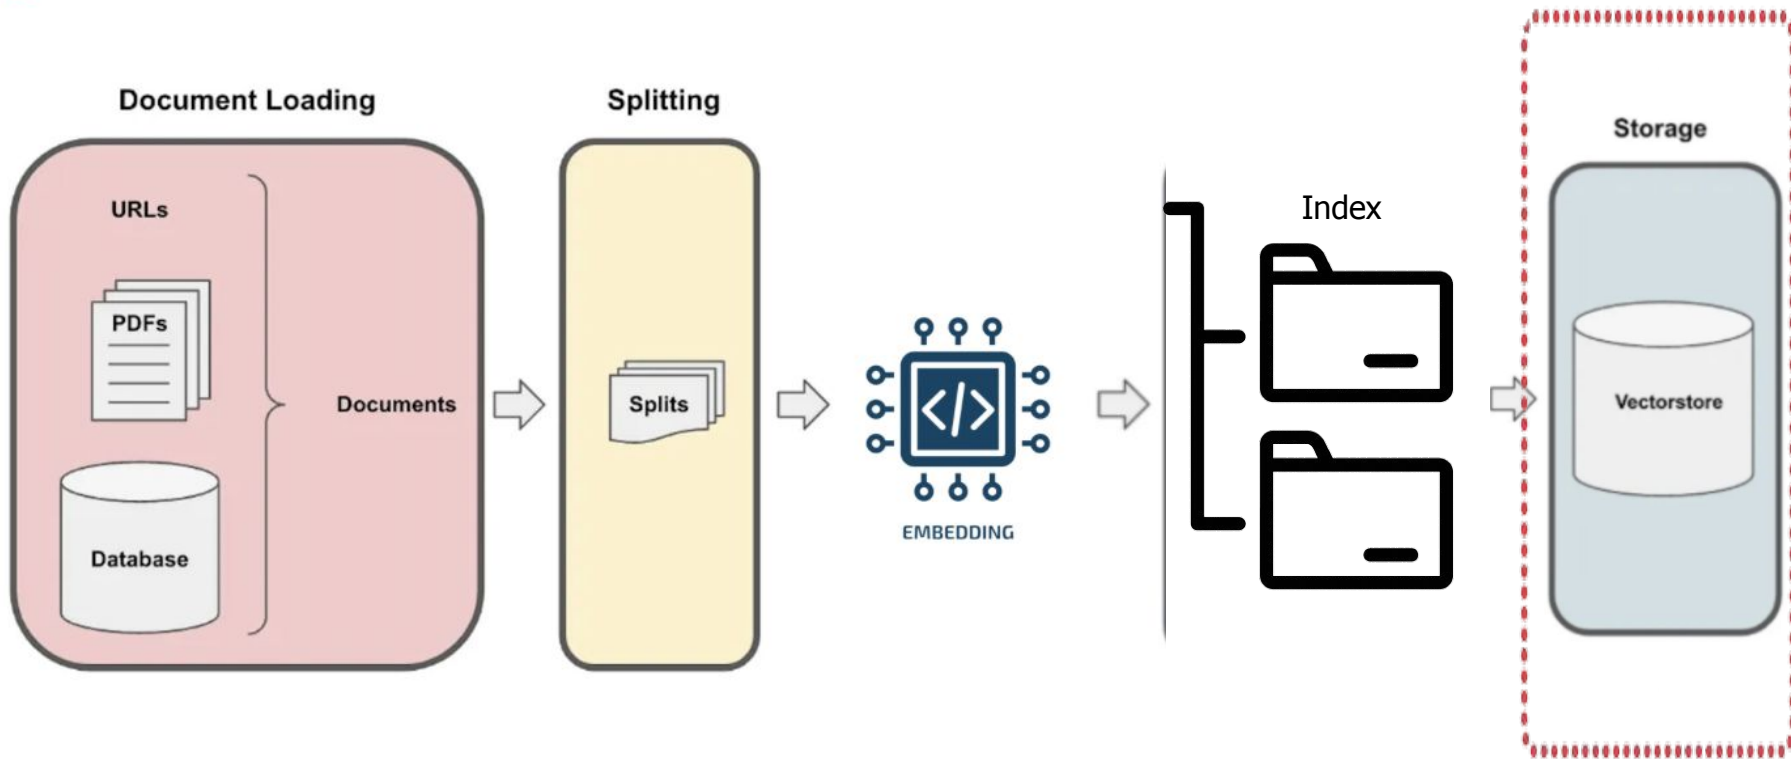 Document Loading
URLs
PDFs
Database
Documents
Splitting
Splits
</>
EMBEDDING
Index
Storage
Vectorstore